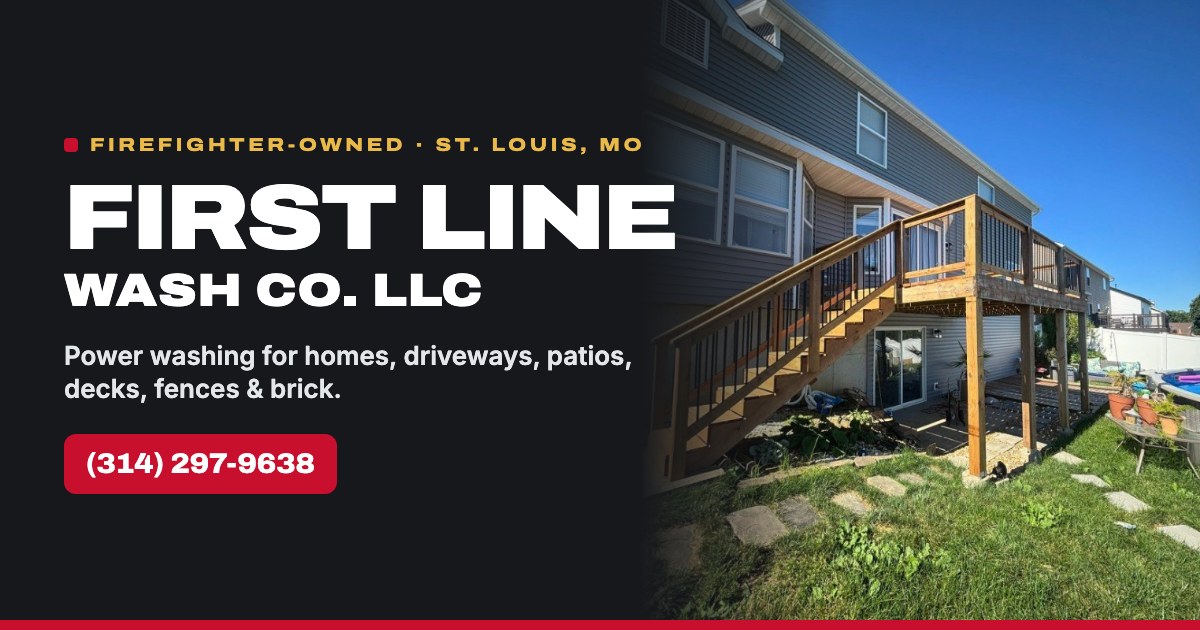 FIREFIGHTER-OWNED · ST. LOUIS, MO
FIRST LINE
WASH CO. LLC
Power washing for homes, driveways, patios,
decks, fences & brick.
(314) 297-9638